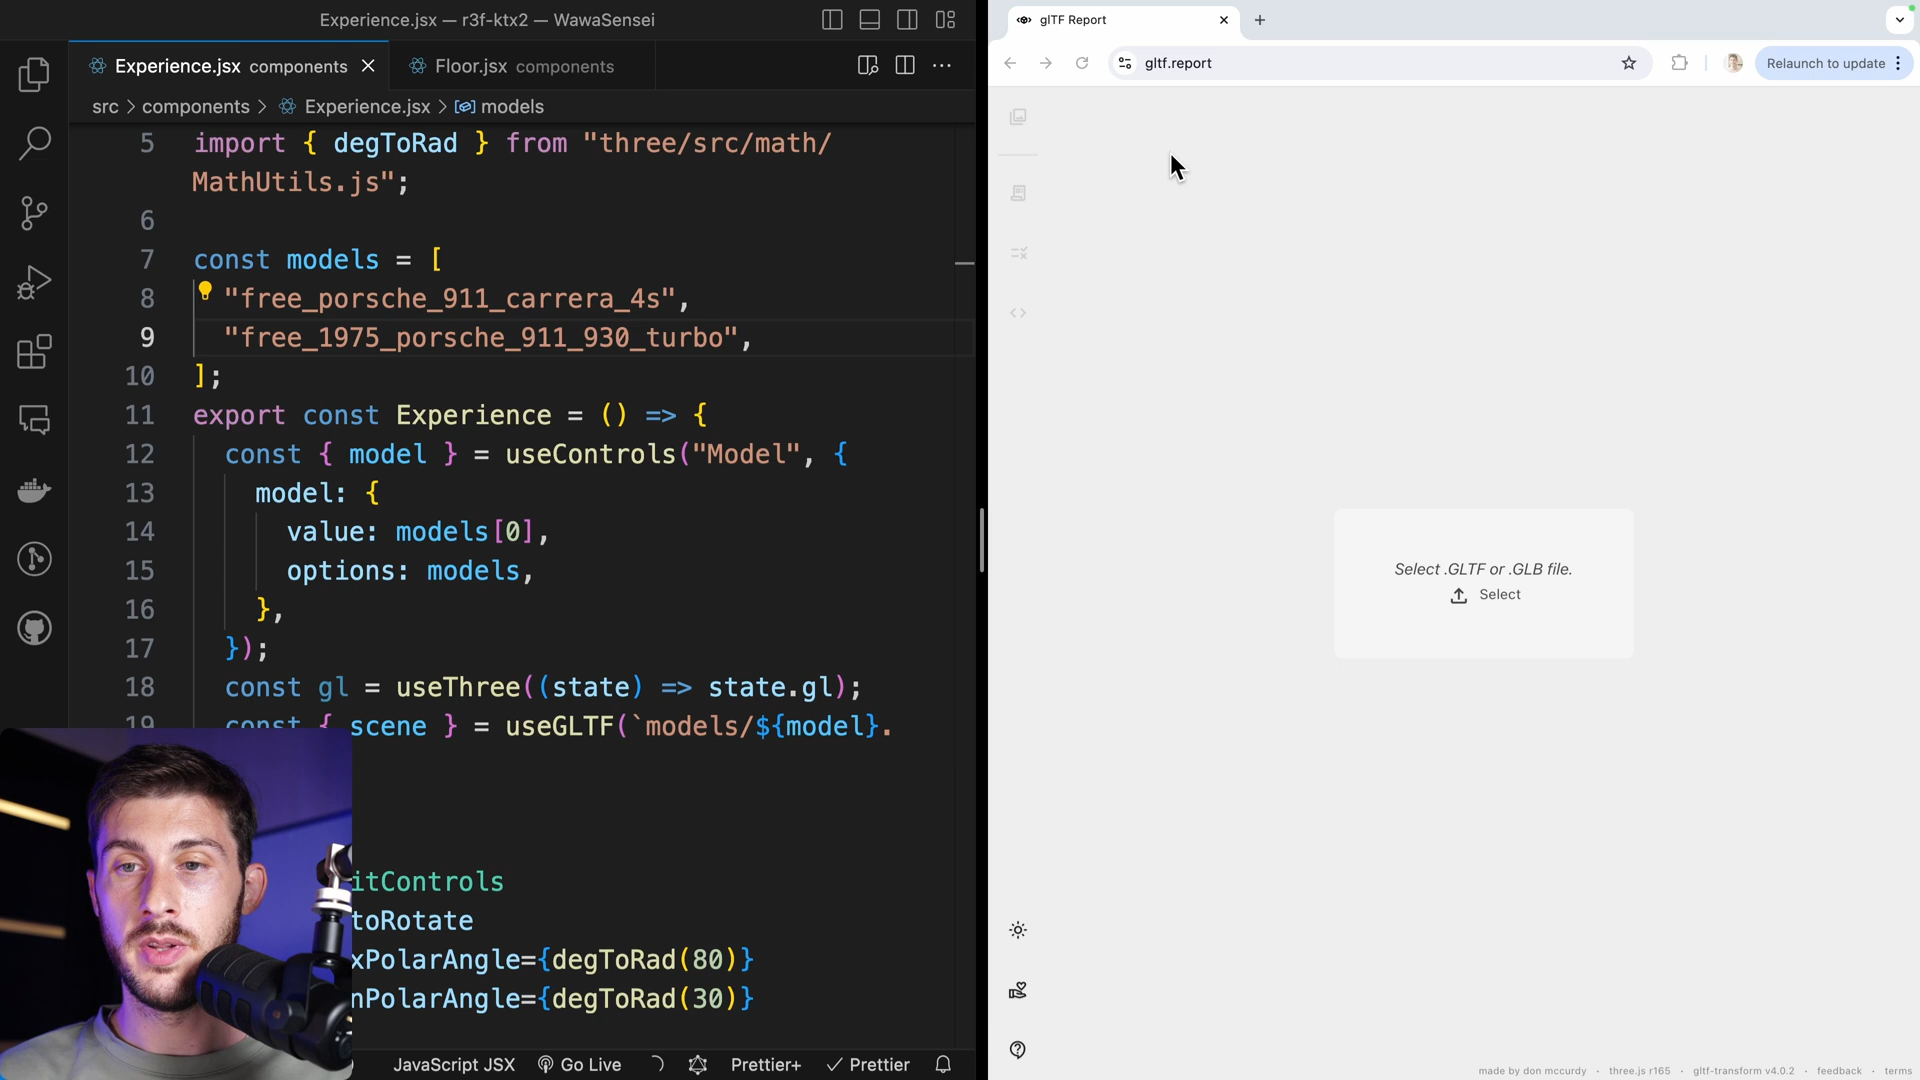 Experience.jsx — r3f-ktx2 — WawaSensei
Experience.jsx components
Floor.jsx components
src > components > Experience.jsx > models
5 import { degToRad } from "three/src/math/
MathUtils.js";
6
7 const models = [
8 "free_porsche_911_carrera_4s",
9 "free_1975_porsche_911_930_turbo",
10 ];
11 export const Experience = () => {
12 const { model } = useControls("Model", {
13 model: {
14 value: models[0],
15 options: models,
16 },
17 });
18 const gl = useThree((state) => state.gl);
19 const { scene } = useGLTF(`models/${model}.
itControls
toRotate
xPolarAngle={degToRad(80)}
nPolarAngle={degToRad(30)}
JavaScript JSX Go Live Prettier+ Prettier
glTF Report
gltf.report
Relaunch to update
Select .GLTF or .GLB file.
Select
made by don mccurdy · three.js r165 · gltf-transform v4.0.2 · feedback · terms